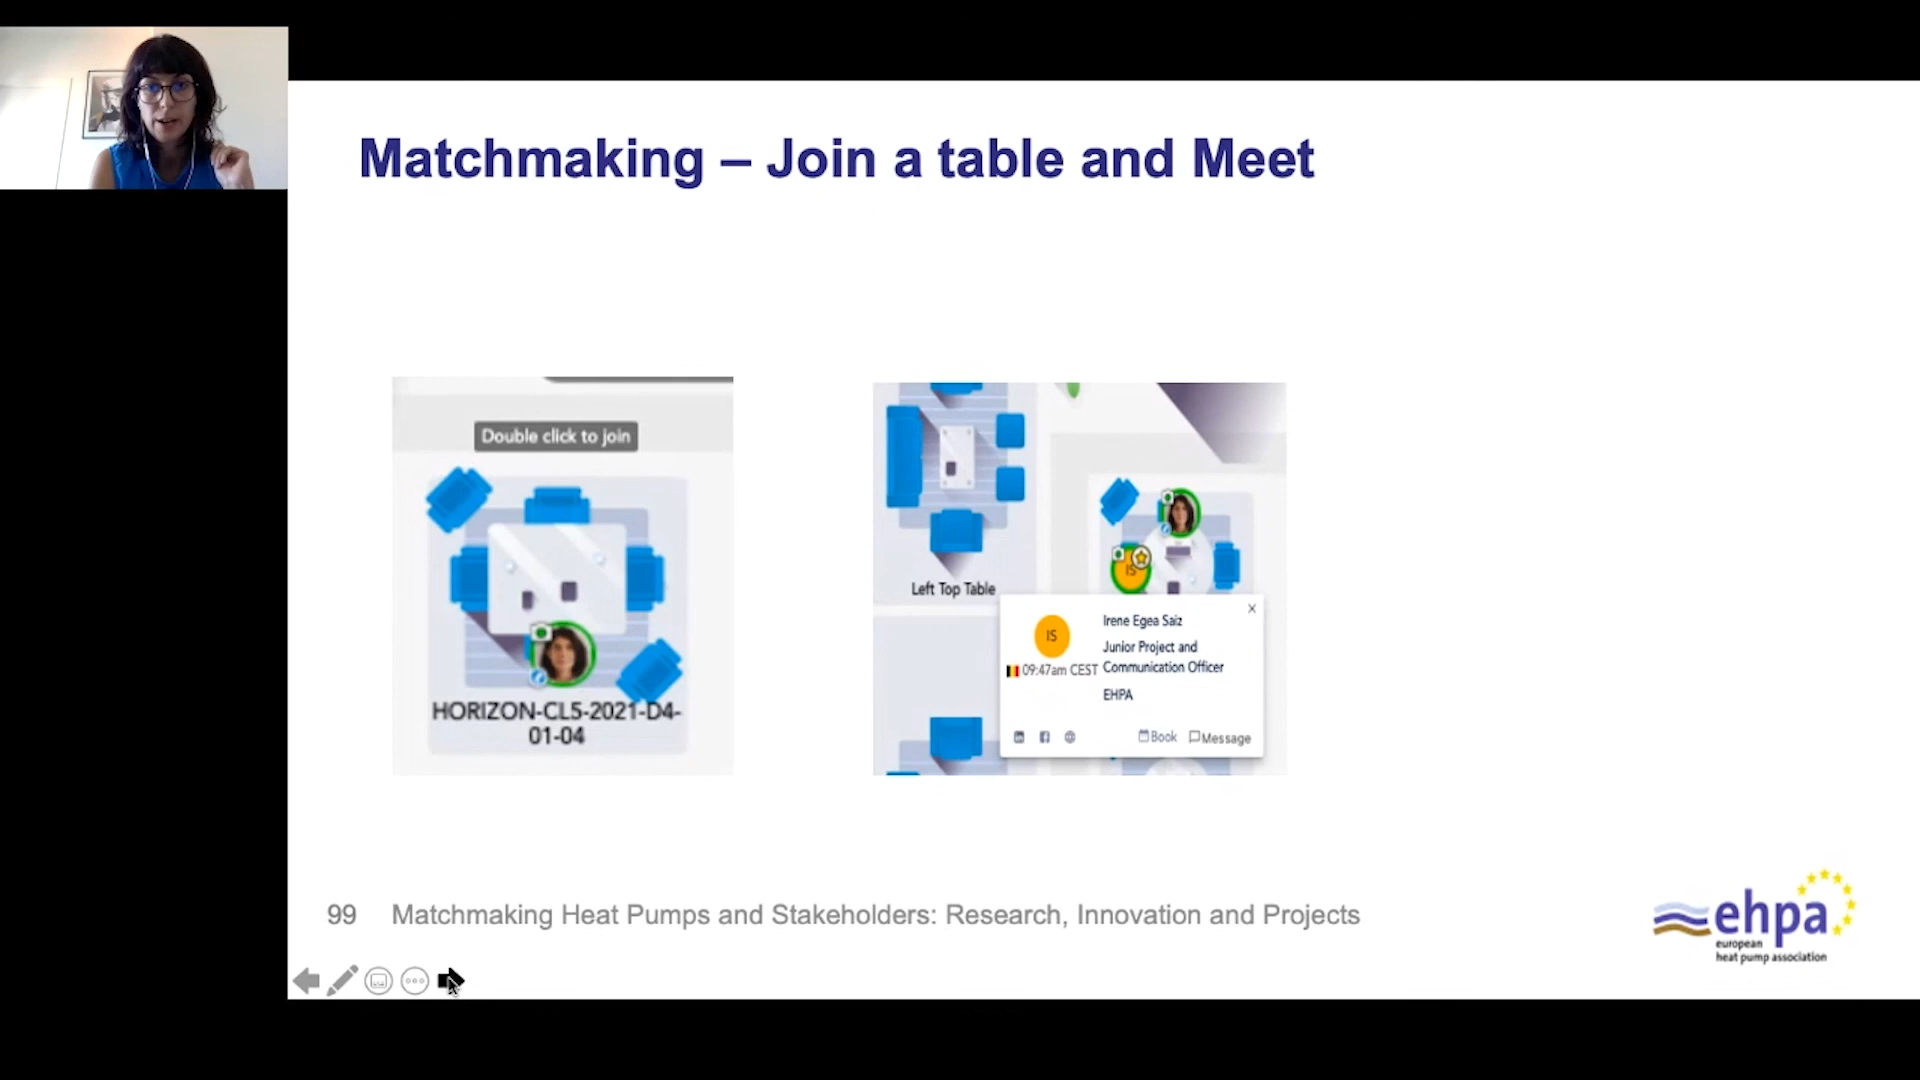 Matchmaking – Join a table and Meet
Double click to join
HORIZON-CL5-2021-D4-
01-04
Left Top Table
IS
IS
Irene Egea Saiz
Junior Project and
09:47am CEST Communication Officer
EHPA
Book Message
99 Matchmaking Heat Pumps and Stakeholders: Research, Innovation and Projects
ehpa
european
heat pump association